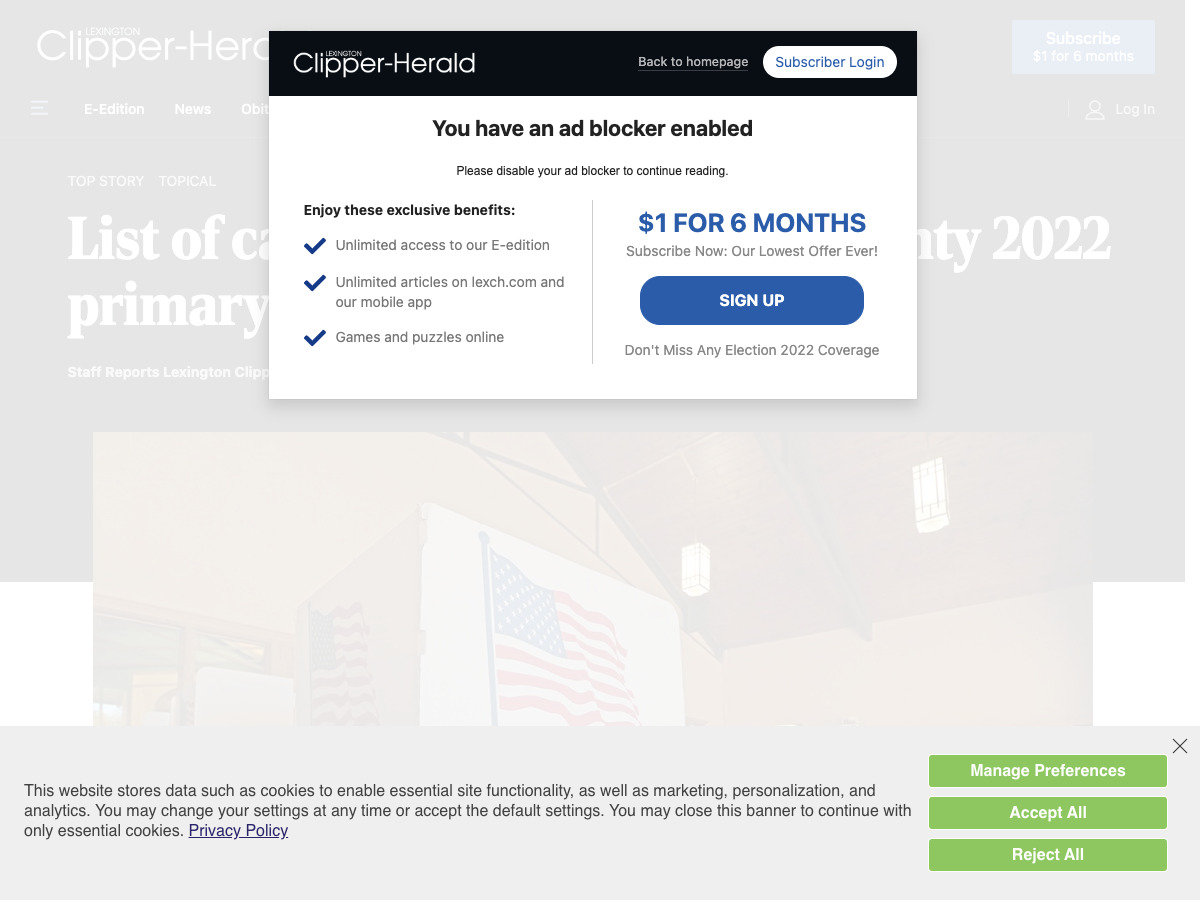 LEXINGTON
Clipper-Herald
Subscribe
$1 for 6 months
E-Edition
News
Log In
TOP STORY
TOPICAL
List of
2022
primary
Staff Reports Lexington
LEXINGTON
Clipper-Herald
Back to homepage
Subscriber Login
You have an ad blocker enabled
Please disable your ad blocker to continue reading.
Enjoy these exclusive benefits:
Unlimited access to our E-edition
Unlimited articles on lexch.com and
our mobile app
Games and puzzles online
$1 FOR 6 MONTHS
Subscribe Now: Our Lowest Offer Ever!
SIGN UP
Don't Miss Any Election 2022 Coverage
This website stores data such as cookies to enable essential site functionality, as well as marketing, personalization, and
analytics. You may change your settings at any time or accept the default settings. You may close this banner to continue with
only essential cookies. Privacy Policy
Manage Preferences
Accept All
Reject All